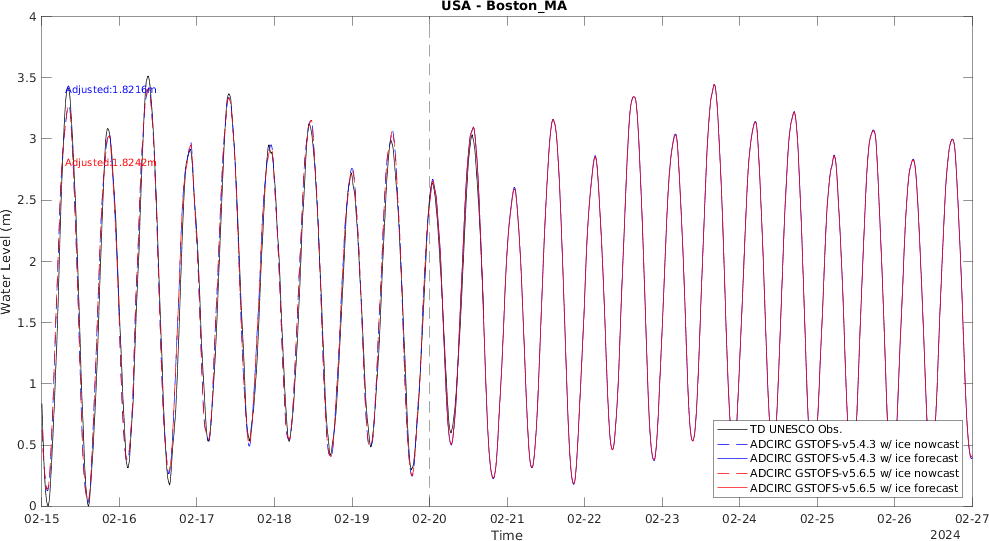 USA - Boston_MA
4
3.5
3
2.5
2
1.5
1
0.5
0
Water Level (m)
Adjusted:1.8216m
Adjusted:1.8242m
TD UNESCO Obs.
ADCIRC GSTOFS-v5.4.3 w/ ice nowcast
ADCIRC GSTOFS-v5.4.3 w/ ice forecast
ADCIRC GSTOFS-v5.6.5 w/ ice nowcast
ADCIRC GSTOFS-v5.6.5 w/ ice forecast
02-15 02-16 02-17 02-18 02-19 02-20 02-21 02-22 02-23 02-24 02-25 02-26 02-27
Time
2024